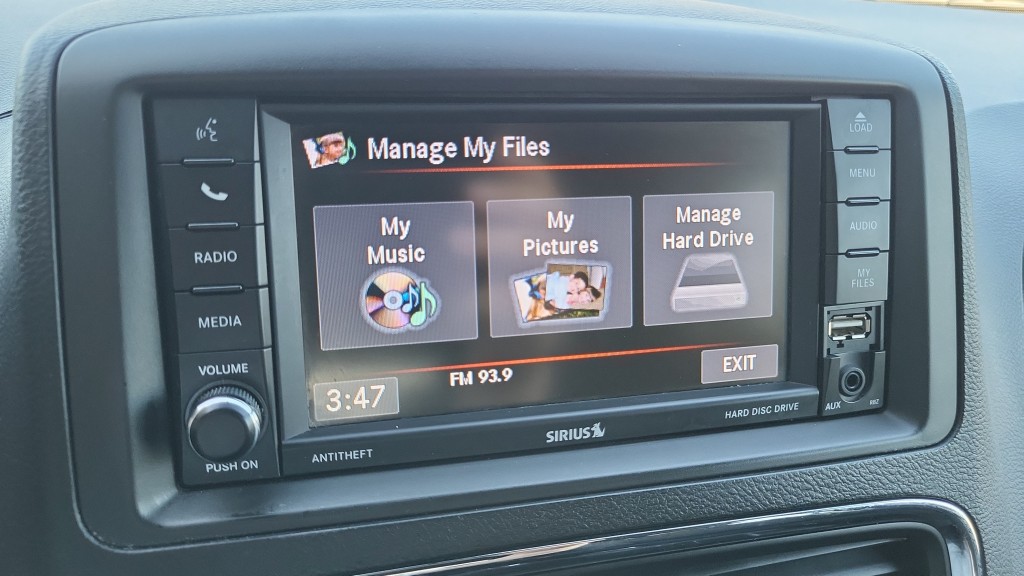 Manage My Files
My
Music
My
Pictures
Manage
Hard Drive
FM 93.9
EXIT
3:47
RADIO
MEDIA
VOLUME
PUSH ON
LOAD
MENU
AUDIO
MY
FILES
AUX
ANTITHEFT
SIRIUS
HARD DISC DRIVE